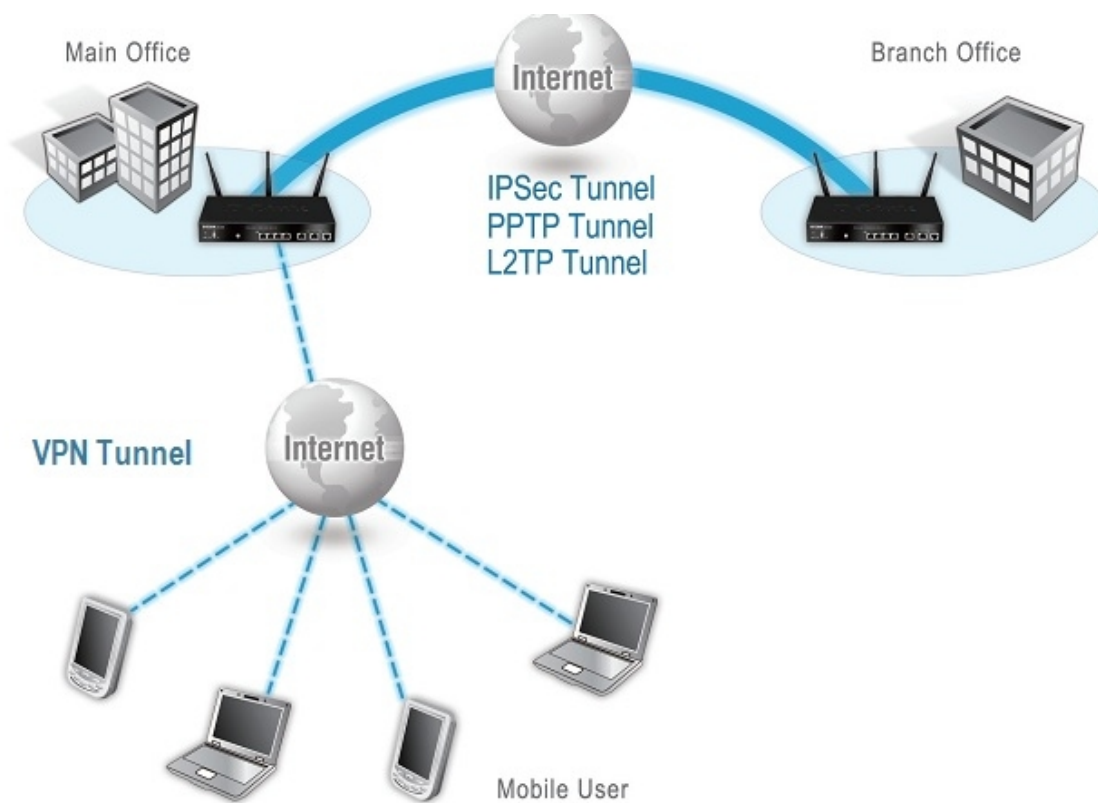 Main Office
Internet
Branch Office
IPSec Tunnel
PPTP Tunnel
L2TP Tunnel
VPN Tunnel
Internet
Mobile User